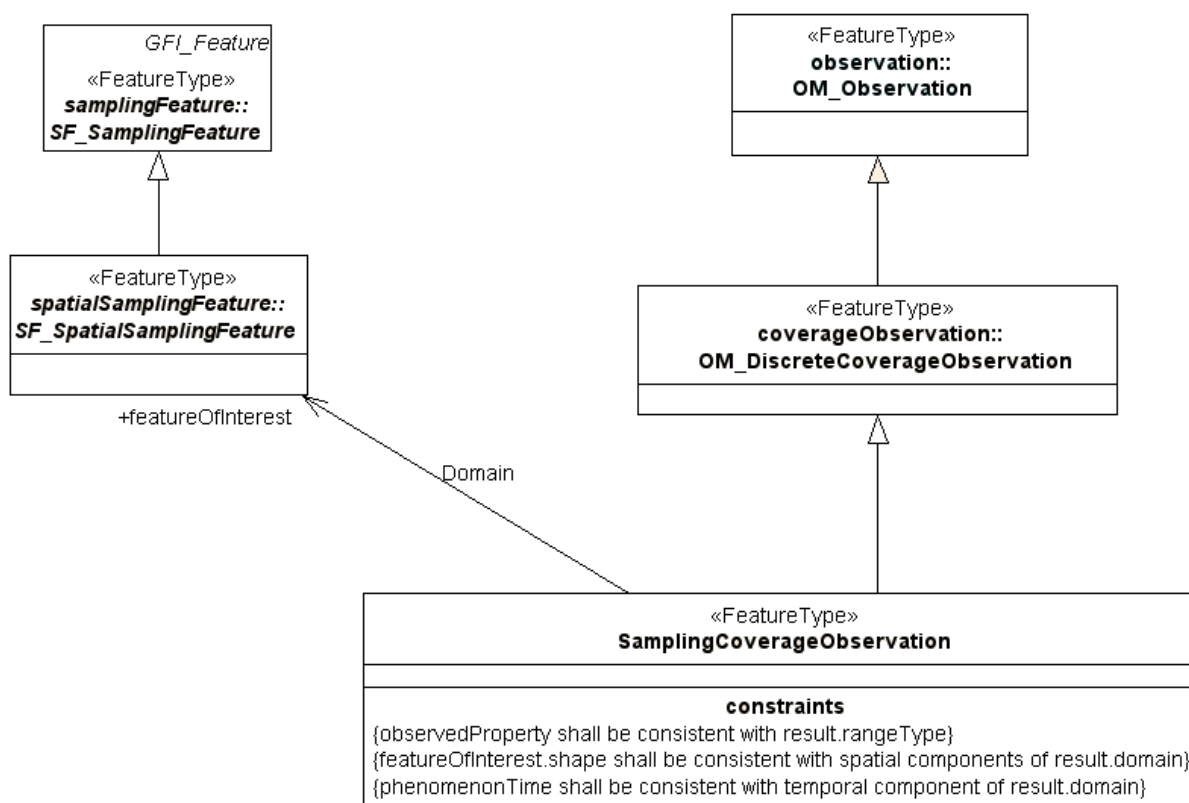 GFI_Feature
«FeatureType»
samplingFeature::
SF_SamplingFeature
«FeatureType»
observation::
OM_Observation
«FeatureType»
spatialSamplingFeature::
SF_SpatialSamplingFeature
«FeatureType»
coverageObservation::
OM_DiscreteCoverageObservation
+featureOfInterest
Domain
«FeatureType»
SamplingCoverageObservation
constraints
{observedProperty shall be consistent with result.rangeType}
{featureOfInterest.shape shall be consistent with spatial components of result.domain}
{phenomenonTime shall be consistent with temporal component of result.domain}